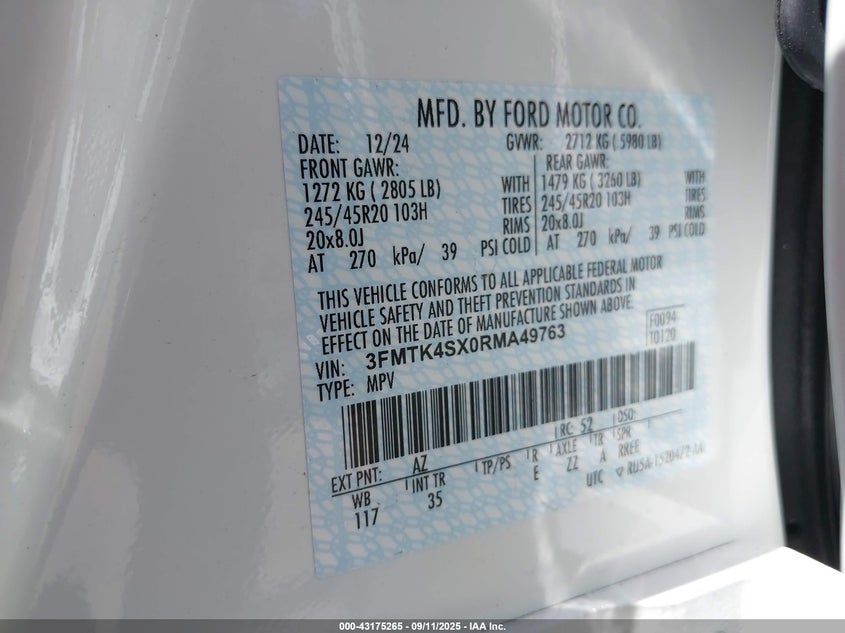 MFD. BY FORD MOTOR CO.
DATE: 12/24 GVWR: 2712 KG ( 5980 LB)
FRONT GAWR: REAR GAWR:
1272 KG ( 2805 LB) WITH 1479 KG ( 3260 LB) WITH
245/45R20 103H TIRES 245/45R20 103H TIRES
20x8.0J RIMS 20x8.0J RIMS
AT 270 kPa/ 39 PSI COLD AT 270 kPa/ 39 PSI COLD
THIS VEHICLE CONFORMS TO ALL APPLICABLE FEDERAL MOTOR
VEHICLE SAFETY AND THEFT PREVENTION STANDARDS IN
EFFECT ON THE DATE OF MANUFACTURE SHOWN ABOVE.
VIN: 3FMTK4SX0RMA49763 F0094
TYPE: MPV T0120
EXT PNT: AZ RC: 52 DSO:
WB INT TR TP/PS R AXLE TR SPR
117 35 E ZZ A RREE
UTC RU5A-1520472-AA
000-43175265 - 09/11/2025 - IAA Inc.